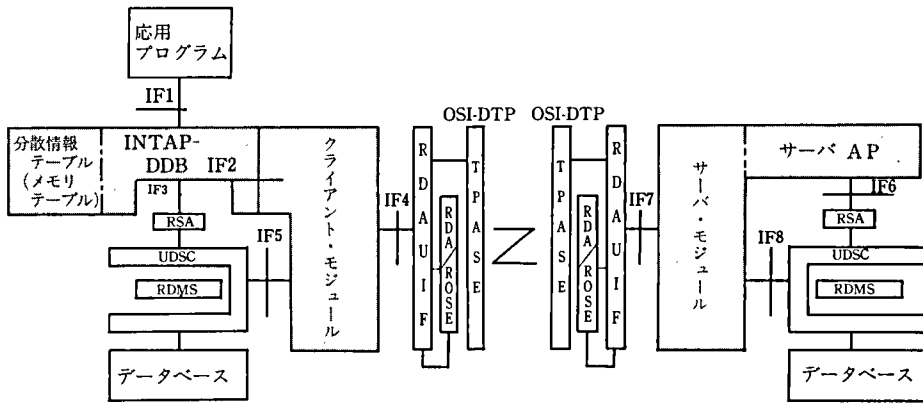 応用
プログラム
IF1
OSI-DTP
OSI-DTP
分散情報
テーブル
(メモリ
テーブル)
INTAP-
DDB IF2
IF3
RSA
UDSC
RDMS
データベース
IF5
クライアント・モジュール
IF4
RDAUIF
RDA/ROSE
TPASE
TPASE
RDA/ROSE
RDAUIF
IF7
サーバ・モジュール
サーバ AP
IF6
RSA
IF8
UDSC
RDMS
データベース